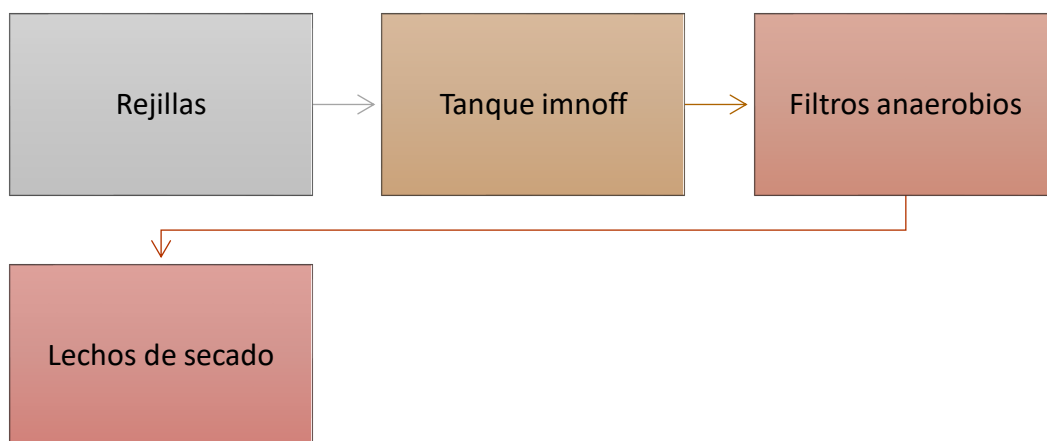 Rejillas
Tanque imnoff
Filtros anaerobios
Lechos de secado